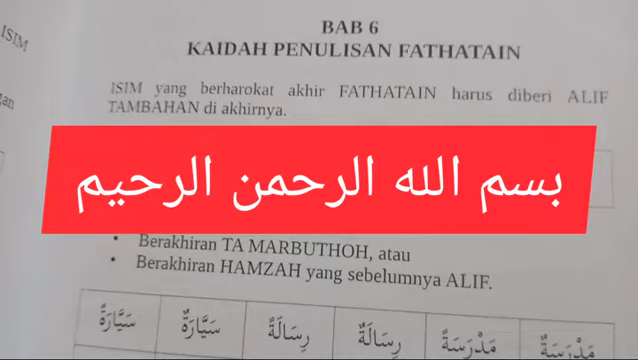 ISIM
BAB 6
KAIDAH PENULISAN FATHATAIN
ISIM yang berharokat akhir FATHATAIN harus diberi ALIF
TAMBAHAN di akhirnya.
بسم الله الرحمن الرحيم
• Berakhiran TA MARBUTHOH, atau
• Berakhiran HAMZAH yang sebelumnya ALIF.
سَيَّارَةً سَيَّارَةٌ رِسَالَةً رِسَالَةٌ مَدْرَسَةً مَدْرَسَةٌ